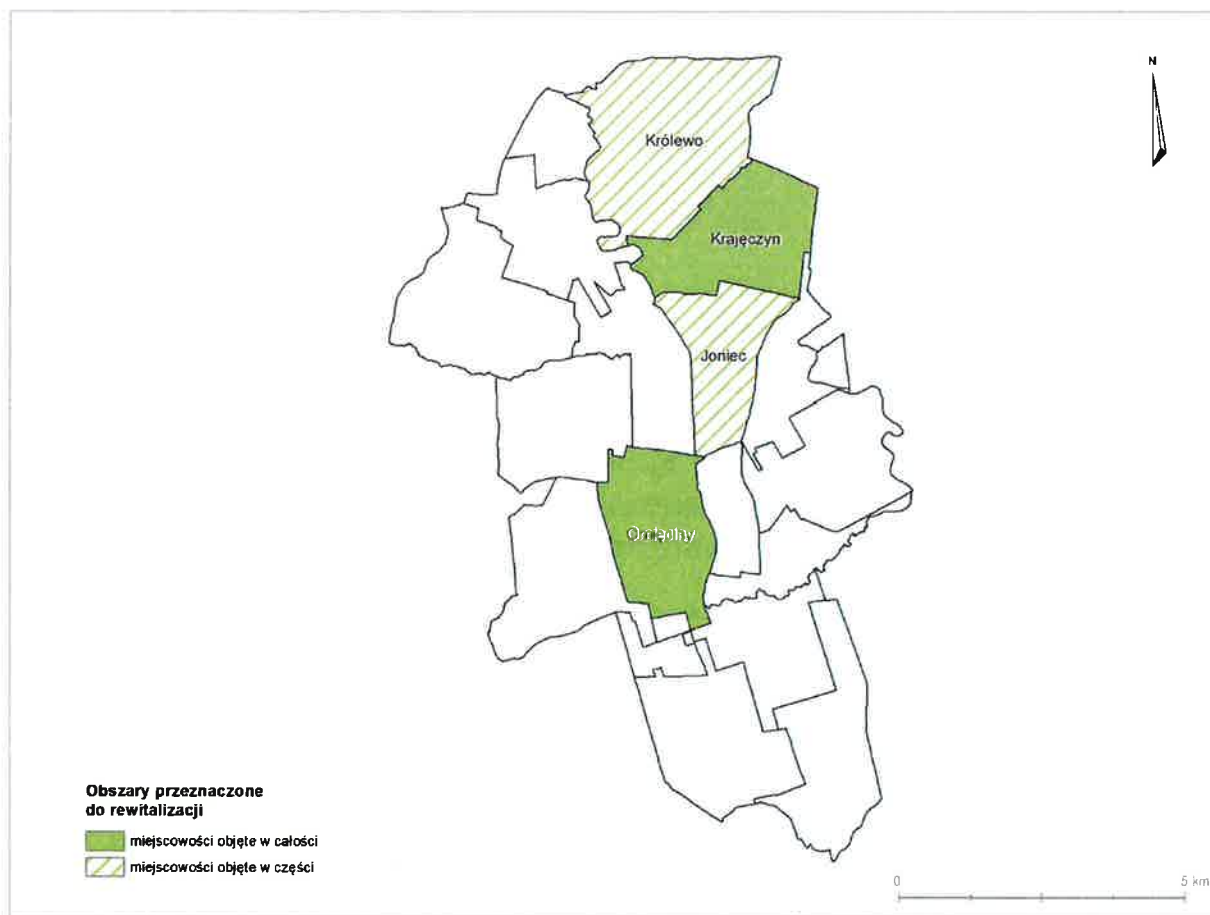 N
Królewo
Krajęczyn
Joniec
Obszary przeznaczone
do rewitalizacji
miejscowości objęte w całości
miejscowości objęte w części
0
5 km